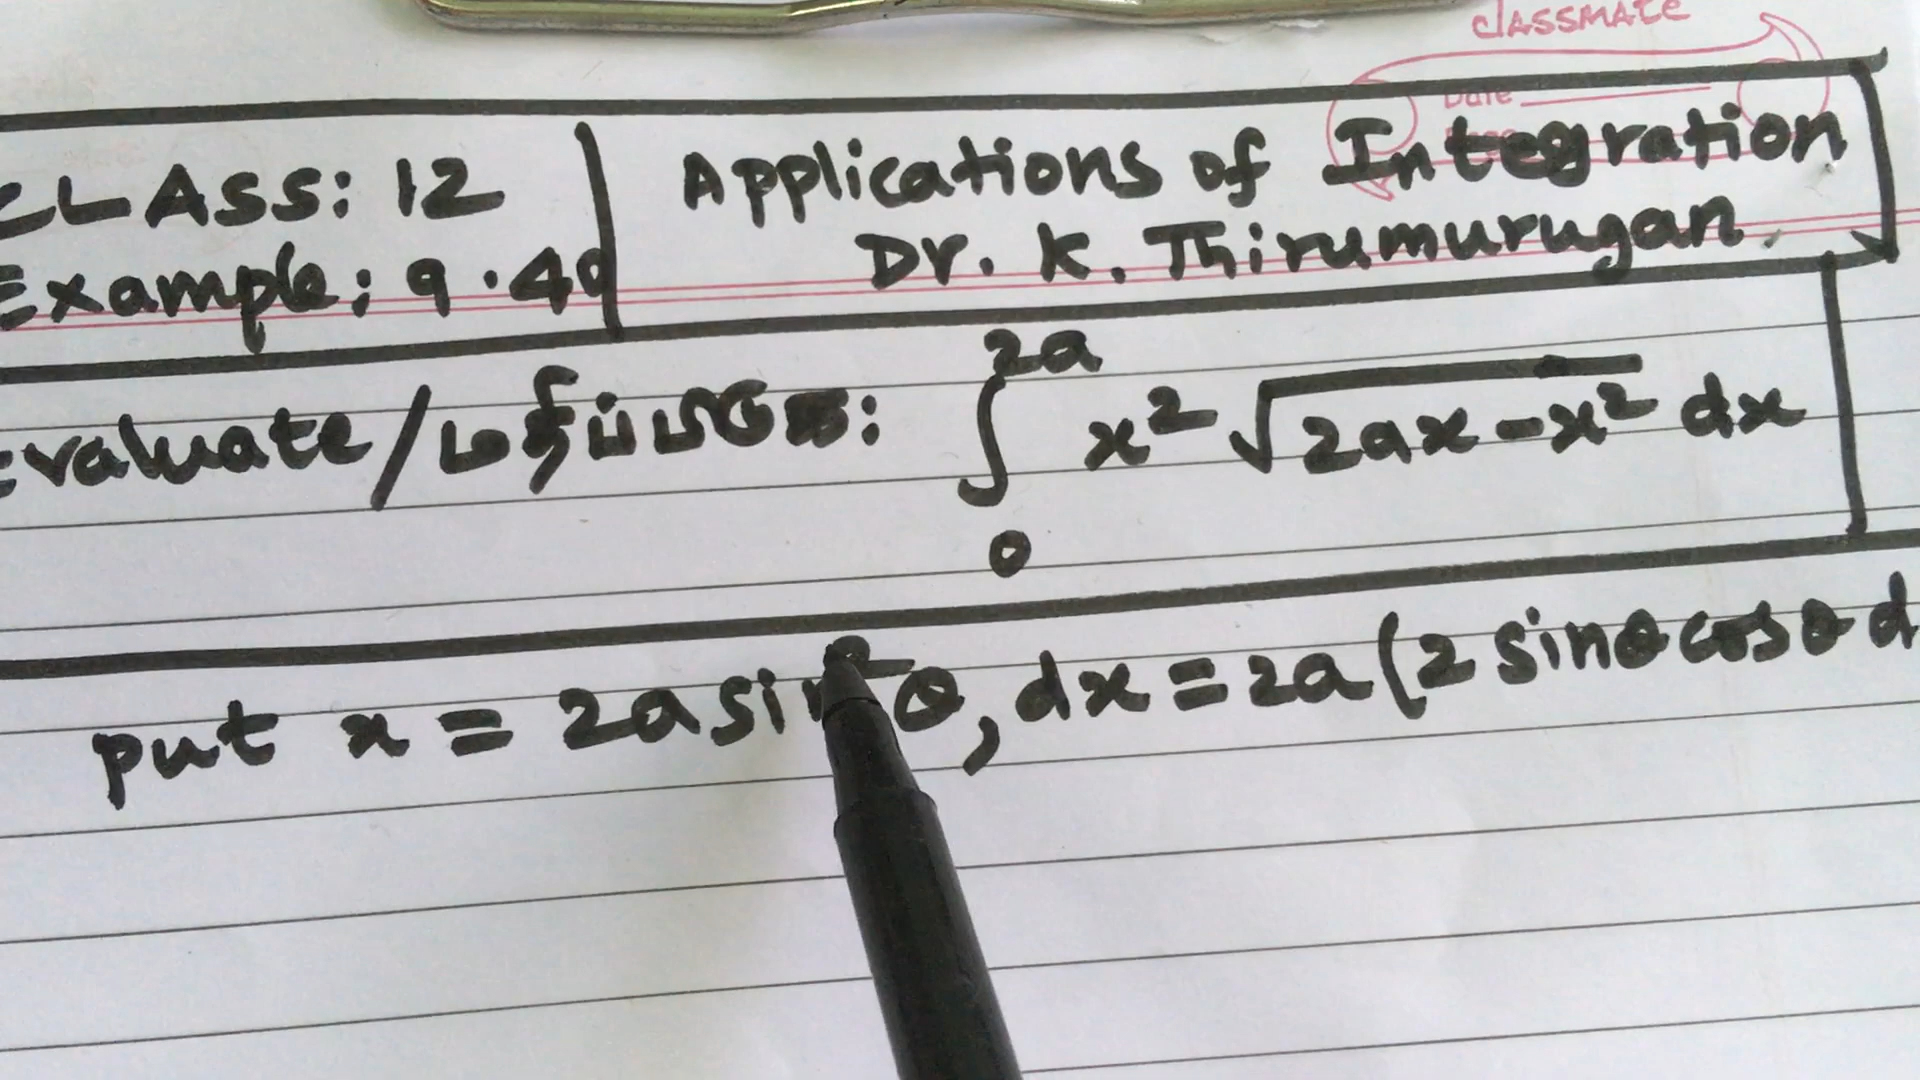 classmate
Date
CLASS: 12
Example: 9.40
Applications of Integration
Dr. K. Thirumurugan.
Evaluate/மதிப்பிடுக: ∫₀²ᵃ x² √(2ax-x²) dx
put x = 2a sin²θ, dx = 2a (2 sinθ cosθ d